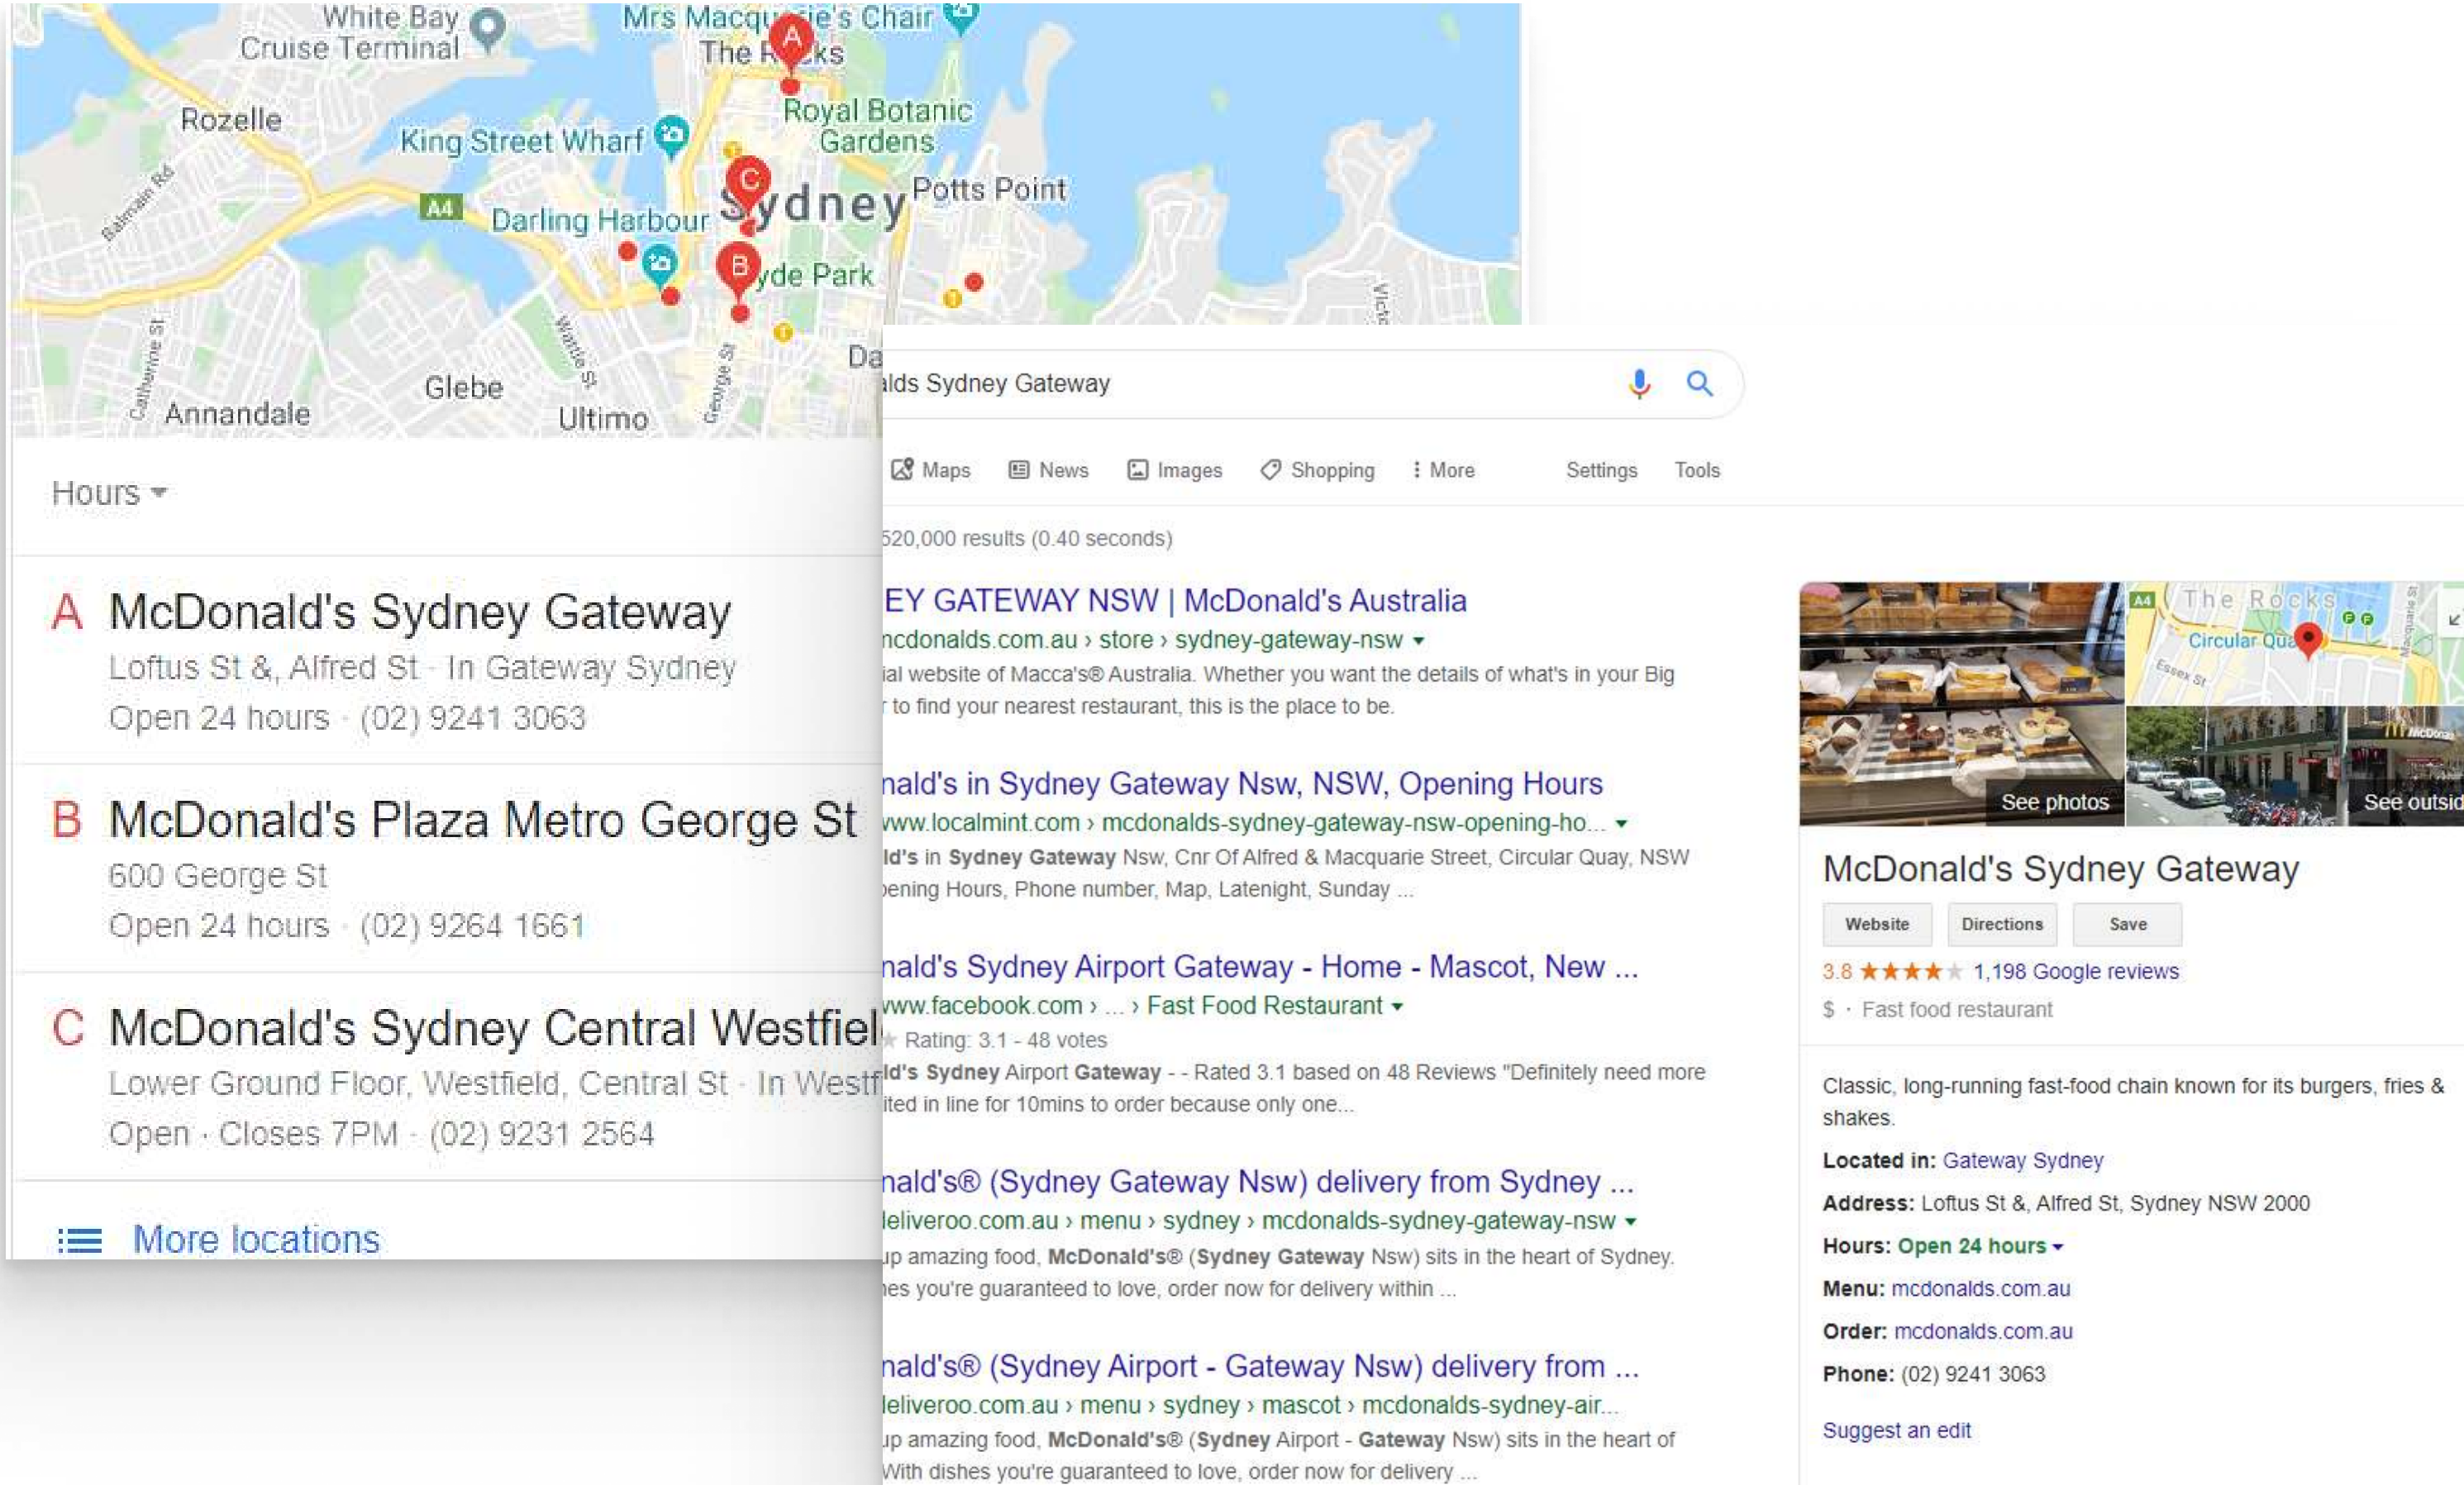 White Bay
Cruise Terminal
Mrs Macquarie's Chair
The Rocks
A
Rozelle
Royal Botanic
Gardens
King Street Wharf
Balmain Rd
A4
C
Sydney
Potts Point
Darling Harbour
B
yde Park
Catherine St
Wattle St
George St
Glebe
Annandale
Ultimo
Hours
A McDonald's Sydney Gateway
Loftus St &, Alfred St · In Gateway Sydney
Open 24 hours · (02) 9241 3063
B McDonald's Plaza Metro George St
600 George St
Open 24 hours · (02) 9264 1661
C McDonald's Sydney Central Westfiel
Lower Ground Floor, Westfield, Central St · In Westf
Open · Closes 7PM · (02) 9231 2564
More locations
alds Sydney Gateway
Maps News Images Shopping More Settings Tools
520,000 results (0.40 seconds)
EY GATEWAY NSW | McDonald's Australia
mcdonalds.com.au › store › sydney-gateway-nsw
ial website of Macca's® Australia. Whether you want the details of what's in your Big
r to find your nearest restaurant, this is the place to be.
nald's in Sydney Gateway Nsw, NSW, Opening Hours
www.localmint.com › mcdonalds-sydney-gateway-nsw-opening-ho...
ld's in Sydney Gateway Nsw, Cnr Of Alfred & Macquarie Street, Circular Quay, NSW
pening Hours, Phone number, Map, Latenight, Sunday ...
nald's Sydney Airport Gateway - Home - Mascot, New ...
www.facebook.com › ... › Fast Food Restaurant
Rating: 3.1 - 48 votes
ld's Sydney Airport Gateway - - Rated 3.1 based on 48 Reviews "Definitely need more
ited in line for 10mins to order because only one...
nald's® (Sydney Gateway Nsw) delivery from Sydney ...
deliveroo.com.au › menu › sydney › mcdonalds-sydney-gateway-nsw
up amazing food, McDonald's® (Sydney Gateway Nsw) sits in the heart of Sydney.
hes you're guaranteed to love, order now for delivery within ...
nald's® (Sydney Airport - Gateway Nsw) delivery from ...
deliveroo.com.au › menu › sydney › mascot › mcdonalds-sydney-air...
up amazing food, McDonald's® (Sydney Airport - Gateway Nsw) sits in the heart of
With dishes you're guaranteed to love, order now for delivery ...
A4
The Rocks
Circular Qua
Essex St
Macquarie St
F F
McDonal
See photos
See outsid
McDonald's Sydney Gateway
Website Directions Save
3.8 ★★★★★ 1,198 Google reviews
$ · Fast food restaurant
Classic, long-running fast-food chain known for its burgers, fries &
shakes.
Located in: Gateway Sydney
Address: Loftus St &, Alfred St, Sydney NSW 2000
Hours: Open 24 hours
Menu: mcdonalds.com.au
Order: mcdonalds.com.au
Phone: (02) 9241 3063
Suggest an edit